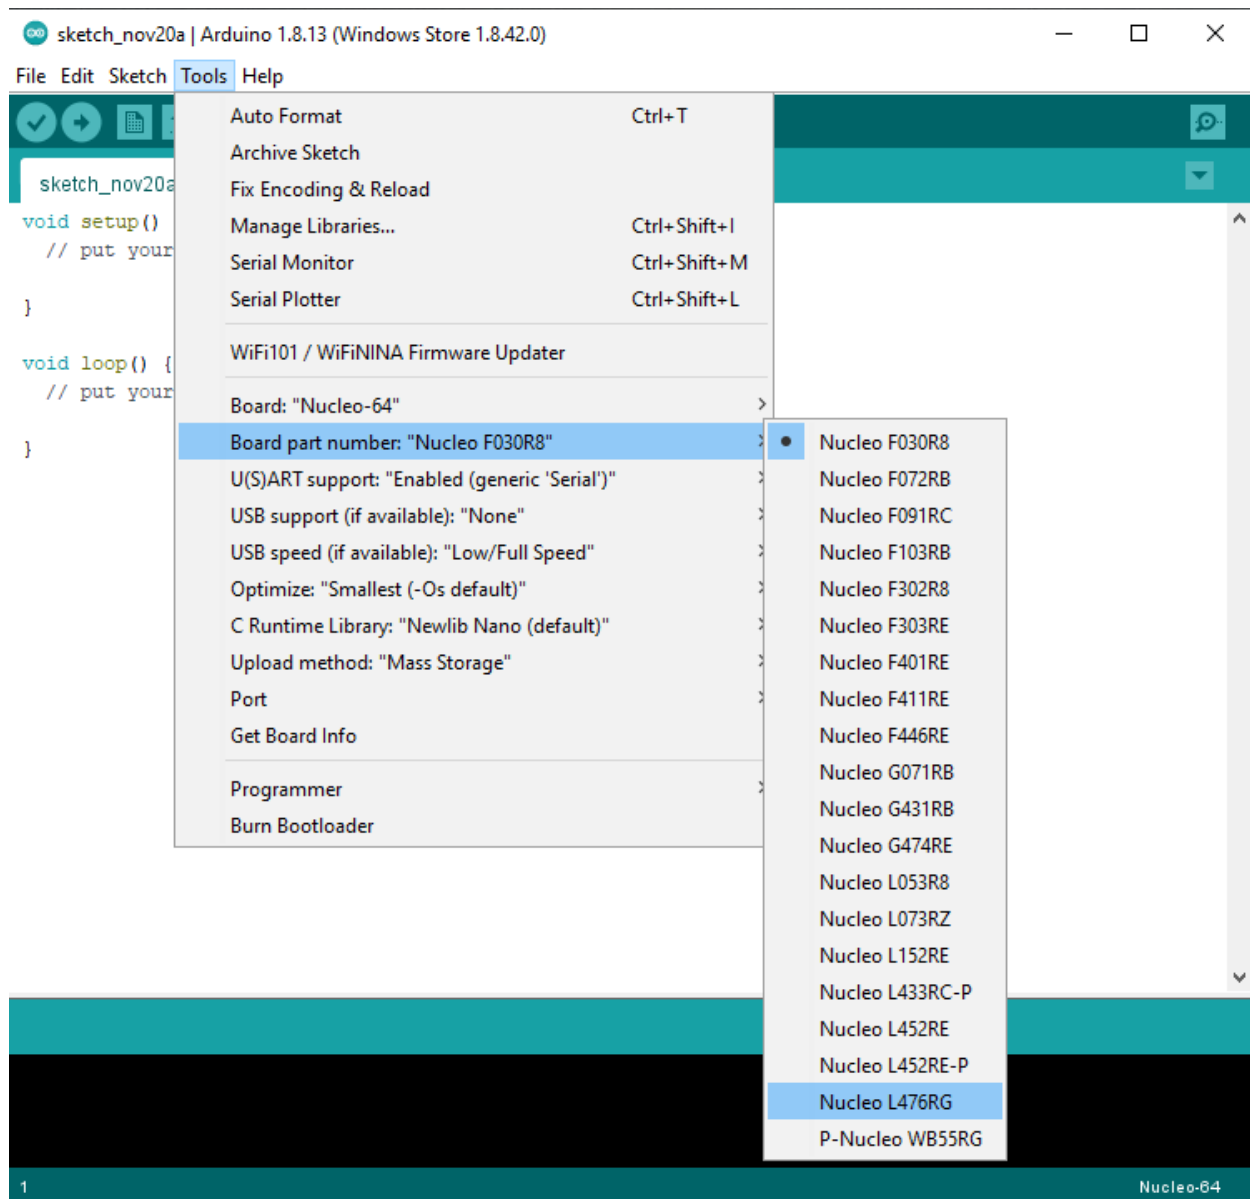 sketch_nov20a | Arduino 1.8.13 (Windows Store 1.8.42.0)
File Edit Sketch Tools Help
sketch_nov20a
void setup()
// put your
}
void loop() {
// put your
}
Auto Format Ctrl+T
Archive Sketch
Fix Encoding & Reload
Manage Libraries... Ctrl+Shift+I
Serial Monitor Ctrl+Shift+M
Serial Plotter Ctrl+Shift+L
WiFi101 / WiFiNINA Firmware Updater
Board: "Nucleo-64"
Board part number: "Nucleo F030R8"
U(S)ART support: "Enabled (generic 'Serial')"
USB support (if available): "None"
USB speed (if available): "Low/Full Speed"
Optimize: "Smallest (-Os default)"
C Runtime Library: "Newlib Nano (default)"
Upload method: "Mass Storage"
Port
Get Board Info
Programmer
Burn Bootloader
Nucleo F030R8
Nucleo F072RB
Nucleo F091RC
Nucleo F103RB
Nucleo F302R8
Nucleo F303RE
Nucleo F401RE
Nucleo F411RE
Nucleo F446RE
Nucleo G071RB
Nucleo G431RB
Nucleo G474RE
Nucleo L053R8
Nucleo L073RZ
Nucleo L152RE
Nucleo L433RC-P
Nucleo L452RE
Nucleo L452RE-P
Nucleo L476RG
P-Nucleo WB55RG
1 Nucleo-64